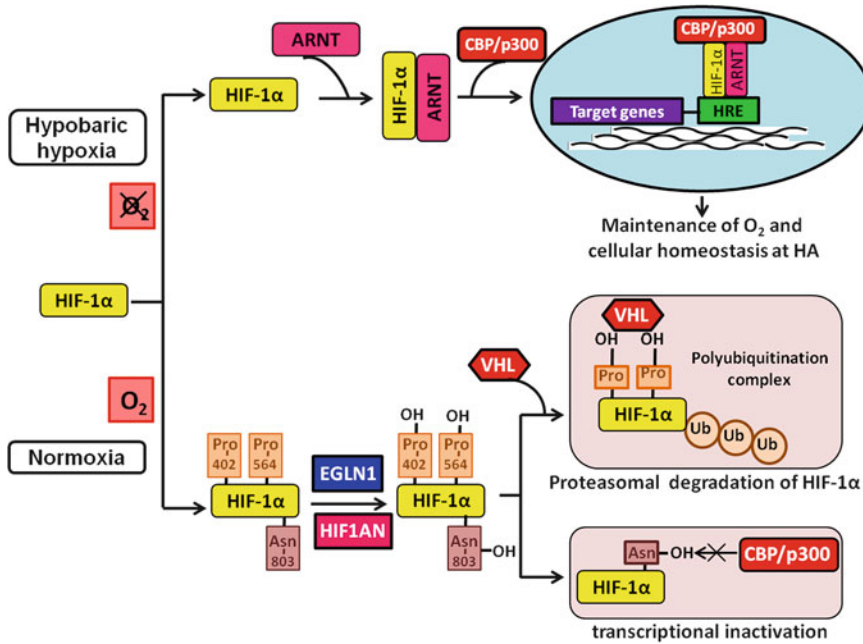 ARNT
CBP/p300
HIF-1α
HIF-1α
ARNT
CBP/p300
HIF-1α
ARNT
Target genes
HRE
Hypobaric
hypoxia
O₂
Maintenance of O₂ and
cellular homeostasis at HA
HIF-1α
O₂
Normoxia
Pro
402
Pro
564
HIF-1α
Asn
803
EGLN1
HIF1AN
OH
OH
Pro
402
Pro
564
HIF-1α
Asn
803
OH
VHL
VHL
OH
OH
Pro
Pro
HIF-1α
Polyubiquitination
complex
Ub
Ub
Ub
Proteasomal degradation of HIF-1α
Asn
OH
CBP/p300
HIF-1α
transcriptional inactivation